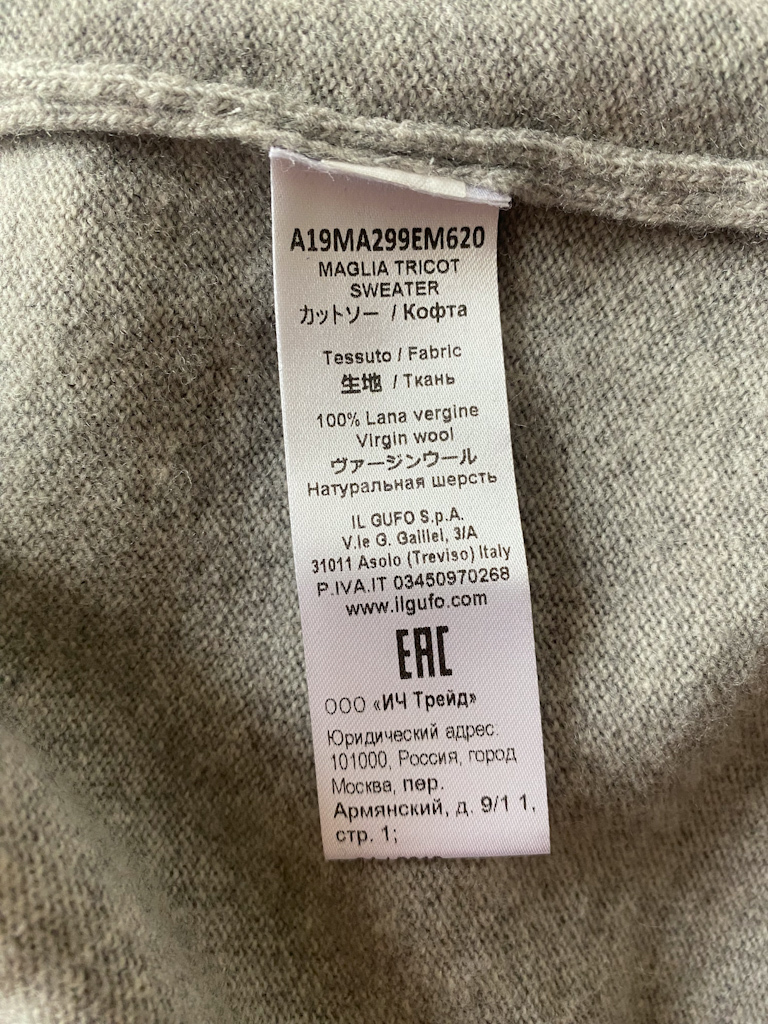 A19MA299EM620
MAGLIA TRICOT
SWEATER
カットソー / Кофта
Tessuto / Fabric
生地 / Ткань
100% Lana vergine
Virgin wool
ヴァージンウール
Натуральная шерсть
IL GUFO S.p.A.
V.le G. Galilei, 3/A
31011 Asolo (Treviso) Italy
P.IVA.IT 03450970268
www.ilgufo.com
EAC
ООО «ИЧ Трейд»
Юридический адрес:
101000, Россия, город
Москва, пер.
Армянский, д. 9/1 1,
стр. 1;